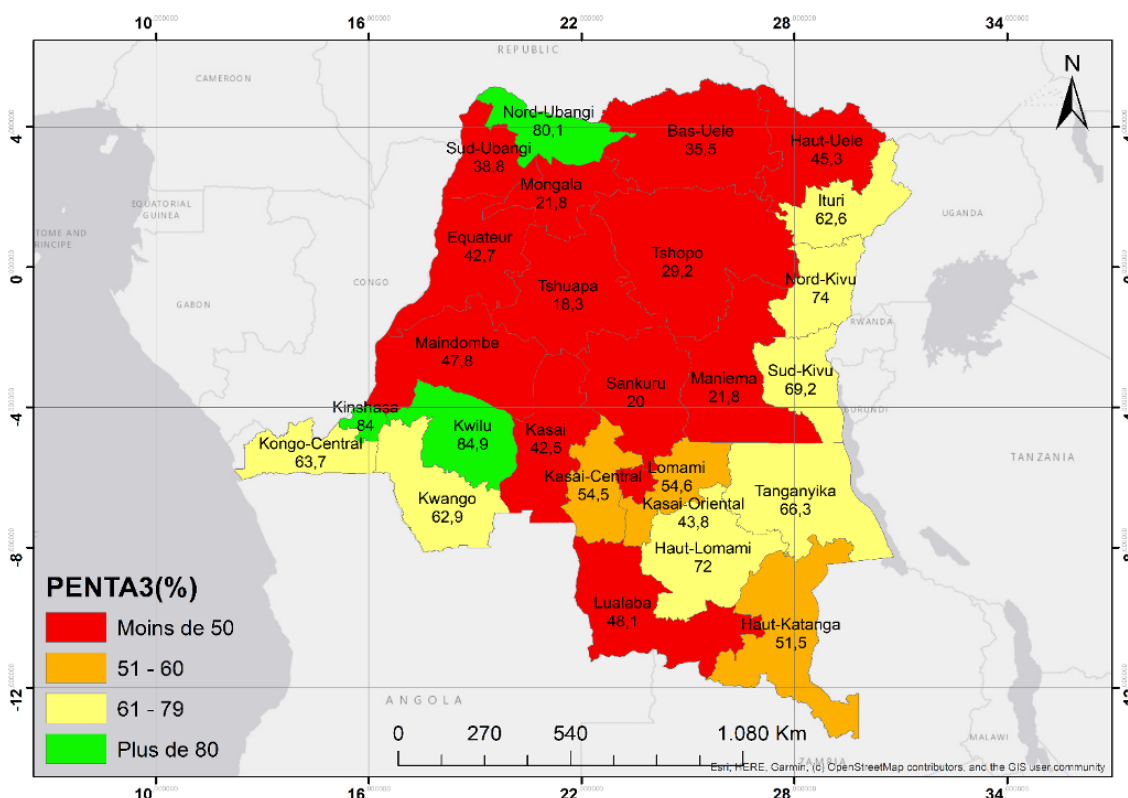 10
16
22
28
34
REPUBLIC
N
CAMEROON
4
Nord-Ubangi
80,1
Bas-Uele
35,5
Haut-Uele
45,3
Sud-Ubangi
38,8
Mongala
21,8
Ituri
62,6
EQUATORIAL
GUINEA
UGANDA
TOME AND
RINCIPE
Equateur
42,7
Tshopo
29,2
0
0
CONGO
Tshuapa
18,3
Nord-Kivu
74
GABON
RWANDA
Maindombe
47,8
Sankuru
20
Maniema
21,8
Sud-Kivu
69,2
-4
-4
BURUNDI
Kinshasa
84
Kwilu
84,9
Kasai
42,5
Kongo-Central
63,7
TANZANIA
Kasai-Central
54,5
Lomami
54,6
Kwango
62,9
Kasai-Oriental
43,8
Tanganyika
66,3
-8
Haut-Lomami
72
PENTA3(%)
Moins de 50
51 - 60
61 - 79
Plus de 80
Lualaba
48,1
Haut-Katanga
51,5
-12
ANGOLA
0 270 540 1.080 Km
MALAWI
ZAMBIA
Esri, HERE, Garmin, (c) OpenStreetMap contributors, and the GIS user community
10
16
22
28
34